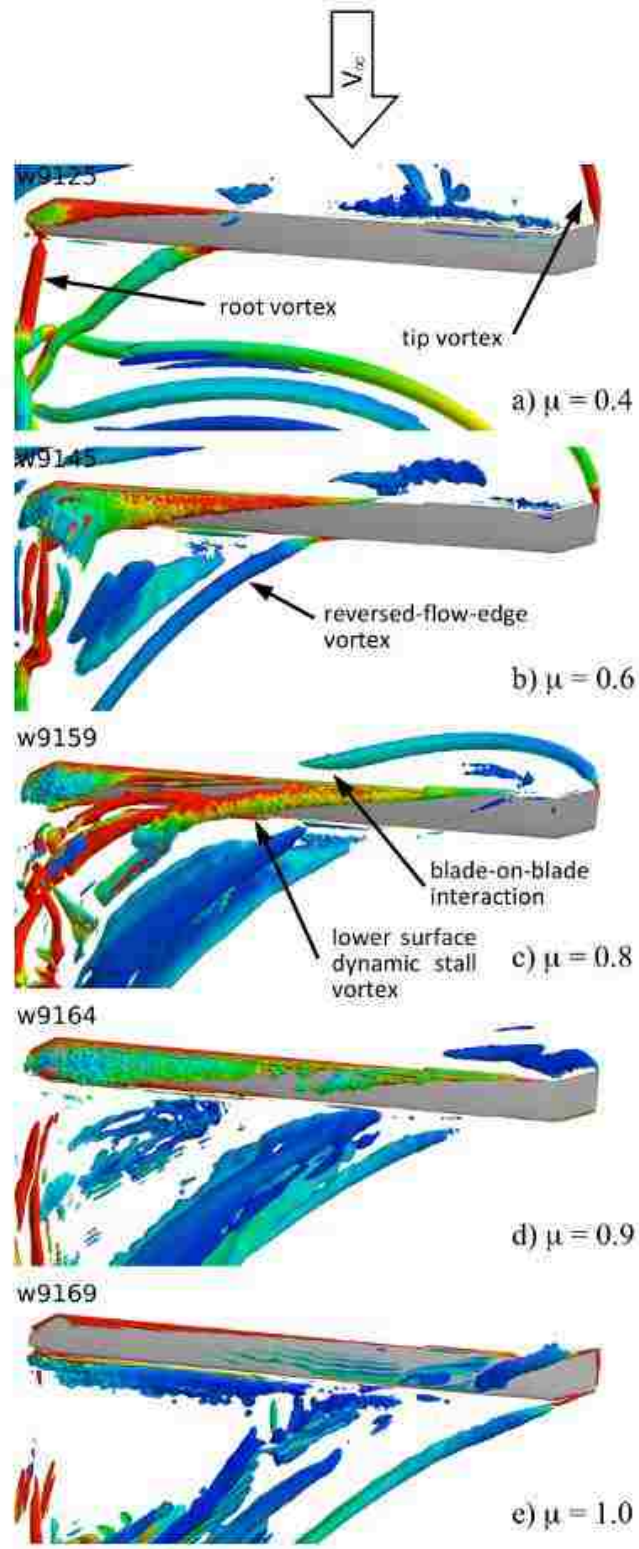 V∞
w9125
root vortex
tip vortex
a) μ = 0.4
w9145
reversed-flow-edge
vortex
b) μ = 0.6
w9159
blade-on-blade
interaction
lower surface
dynamic stall
vortex
c) μ = 0.8
w9164
d) μ = 0.9
w9169
e) μ = 1.0